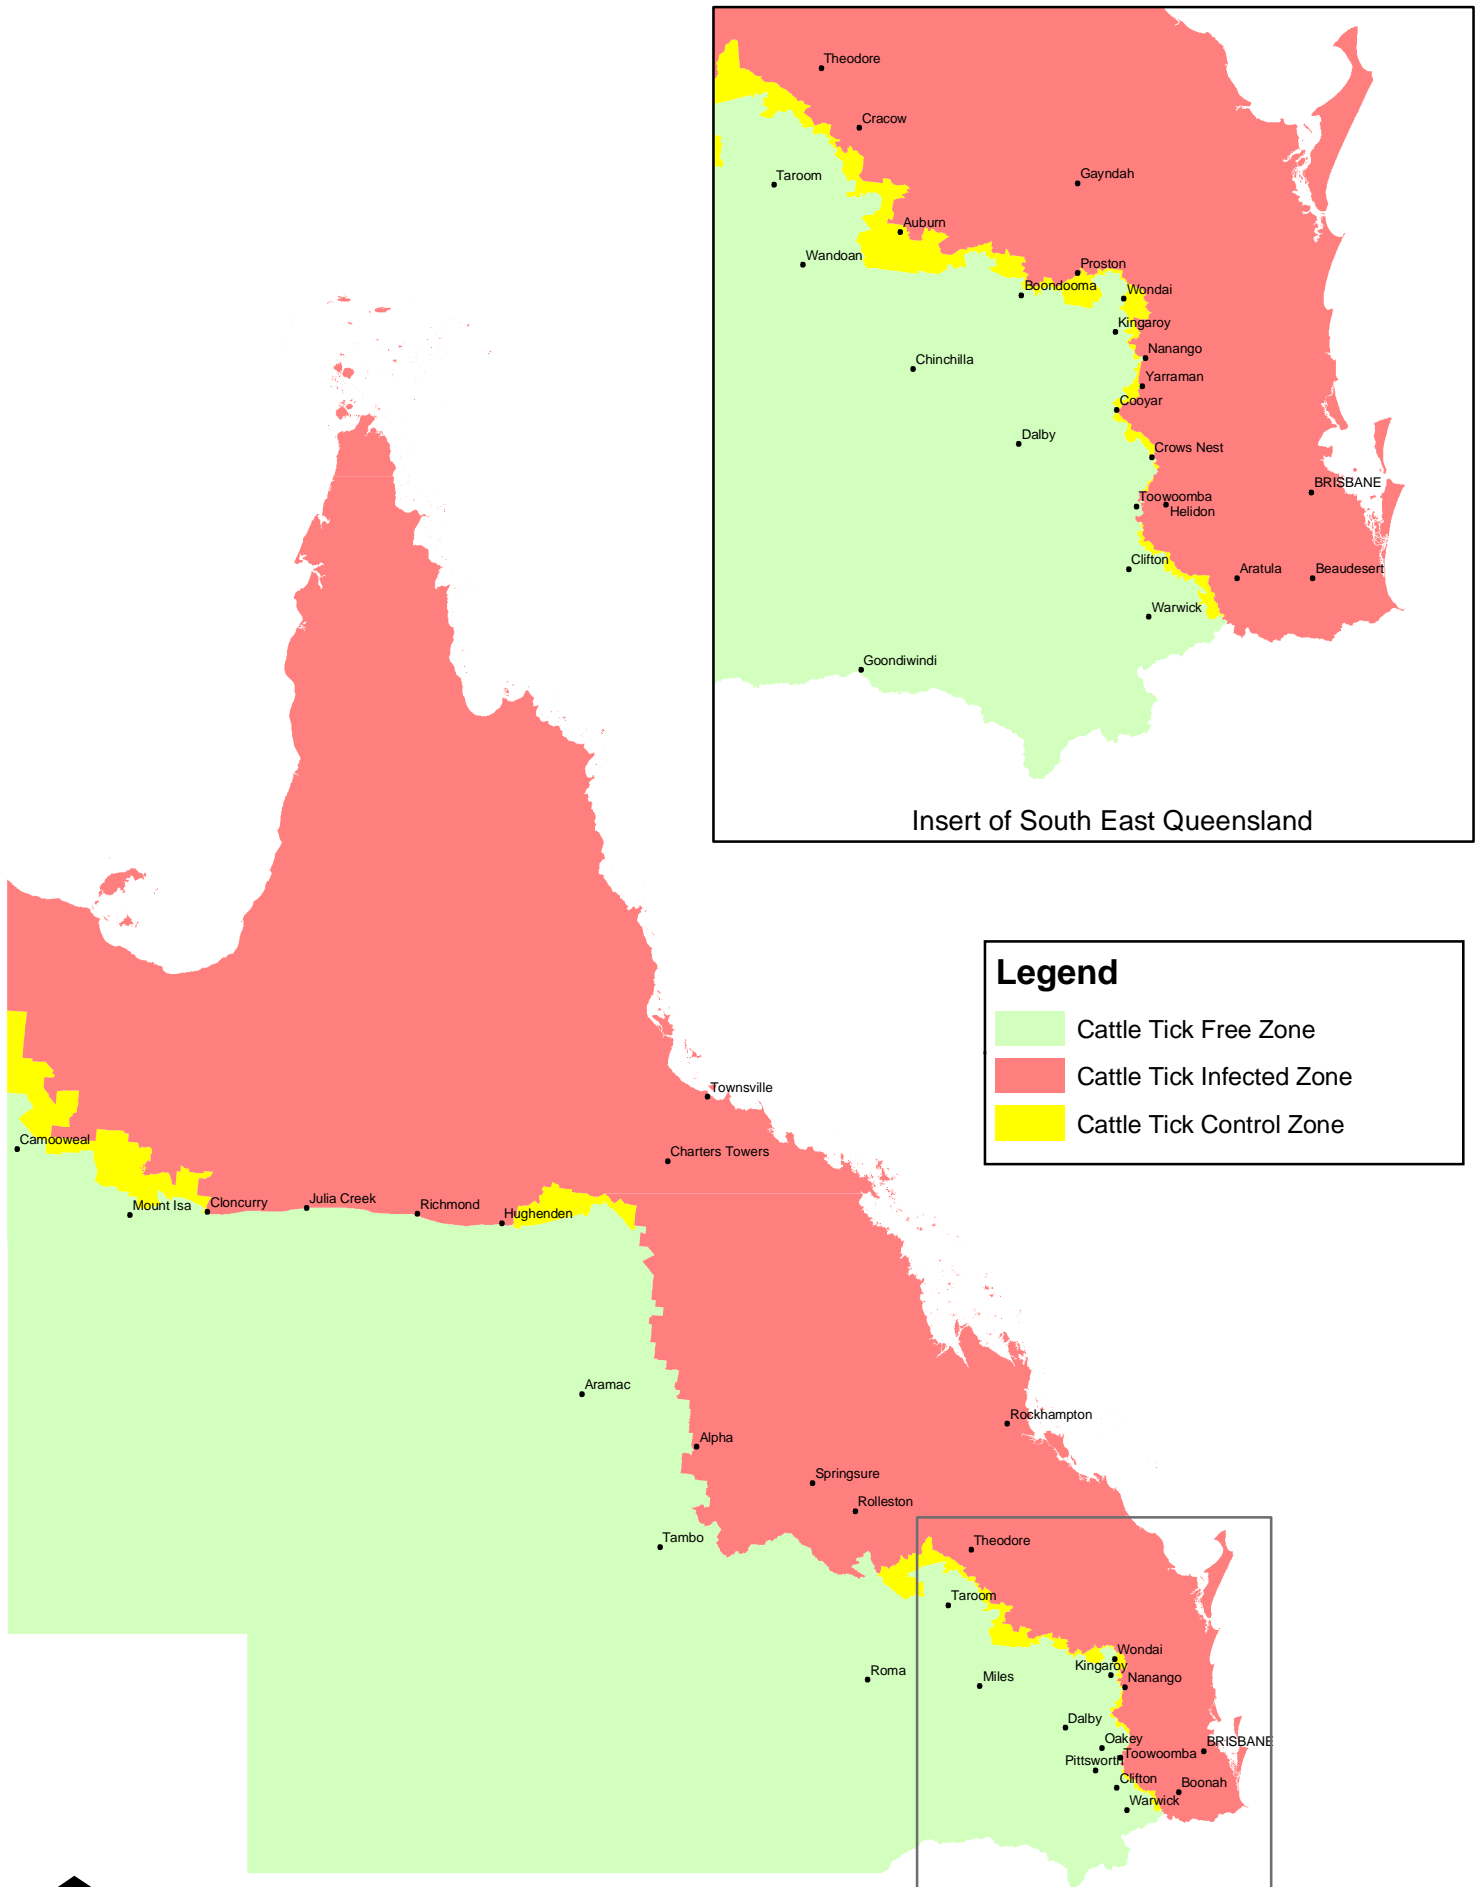 Theodore
Cracow
Taroom
Gayndah
Auburn
Wandoan
Proston
Boondooma
Wondai
Kingaroy
Nanango
Chinchilla
Yarraman
Cooyar
Dalby
Crows Nest
BRISBANE
Toowoomba
Helidon
Clifton
Aratula
Beaudesert
Warwick
Goondiwindi
Insert of South East Queensland
Legend
Cattle Tick Free Zone
Cattle Tick Infected Zone
Cattle Tick Control Zone
Townsville
Camooweal
Charters Towers
Mount Isa
Cloncurry
Julia Creek
Richmond
Hughenden
Aramac
Rockhampton
Alpha
Springsure
Rolleston
Tambo
Theodore
Taroom
Wondai
Kingaroy
Roma
Miles
Nanango
Dalby
Oakey
BRISBANE
Toowoomba
Pittsworth
Clifton
Boonah
Warwick